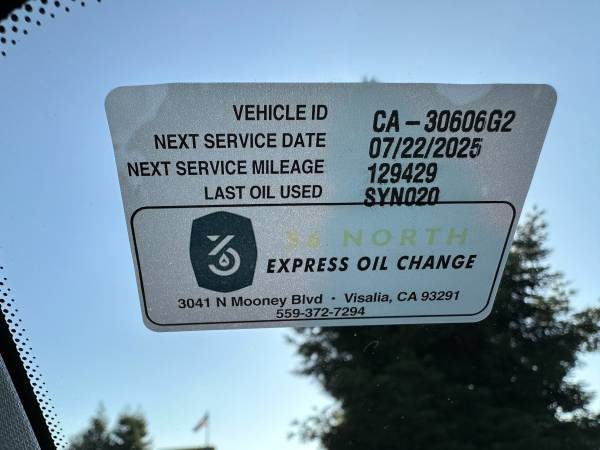 VEHICLE ID CA-30606G2
NEXT SERVICE DATE 07/22/2025
NEXT SERVICE MILEAGE 129429
LAST OIL USED SYN020
36 NORTH
EXPRESS OIL CHANGE
3041 N Mooney Blvd • Visalia, CA 93291
559-372-7294